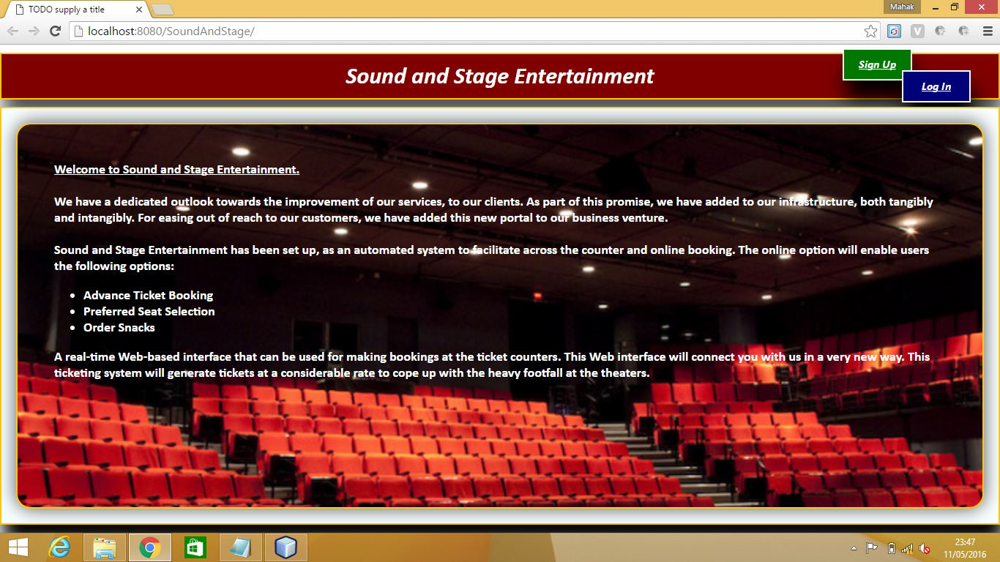 TODO supply a title
Mahak
localhost:8080/SoundAndStage/
V
Sound and Stage Entertainment
Sign Up
Log In
Welcome to Sound and Stage Entertainment.
We have a dedicated outlook towards the improvement of our services, to our clients. As part of this promise, we have added to our infrastructure, both tangibly
and intangibly. For easing out of reach to our customers, we have added this new portal to our business venture.
Sound and Stage Entertainment has been set up, as an automated system to facilitate across the counter and online booking. The online option will enable users
the following options:
• Advance Ticket Booking
• Preferred Seat Selection
• Order Snacks
A real-time Web-based interface that can be used for making bookings at the ticket counters. This Web interface will connect you with us in a very new way. This
ticketing system will generate tickets at a considerable rate to cope up with the heavy footfall at the theaters.
23:47
11/05/2016